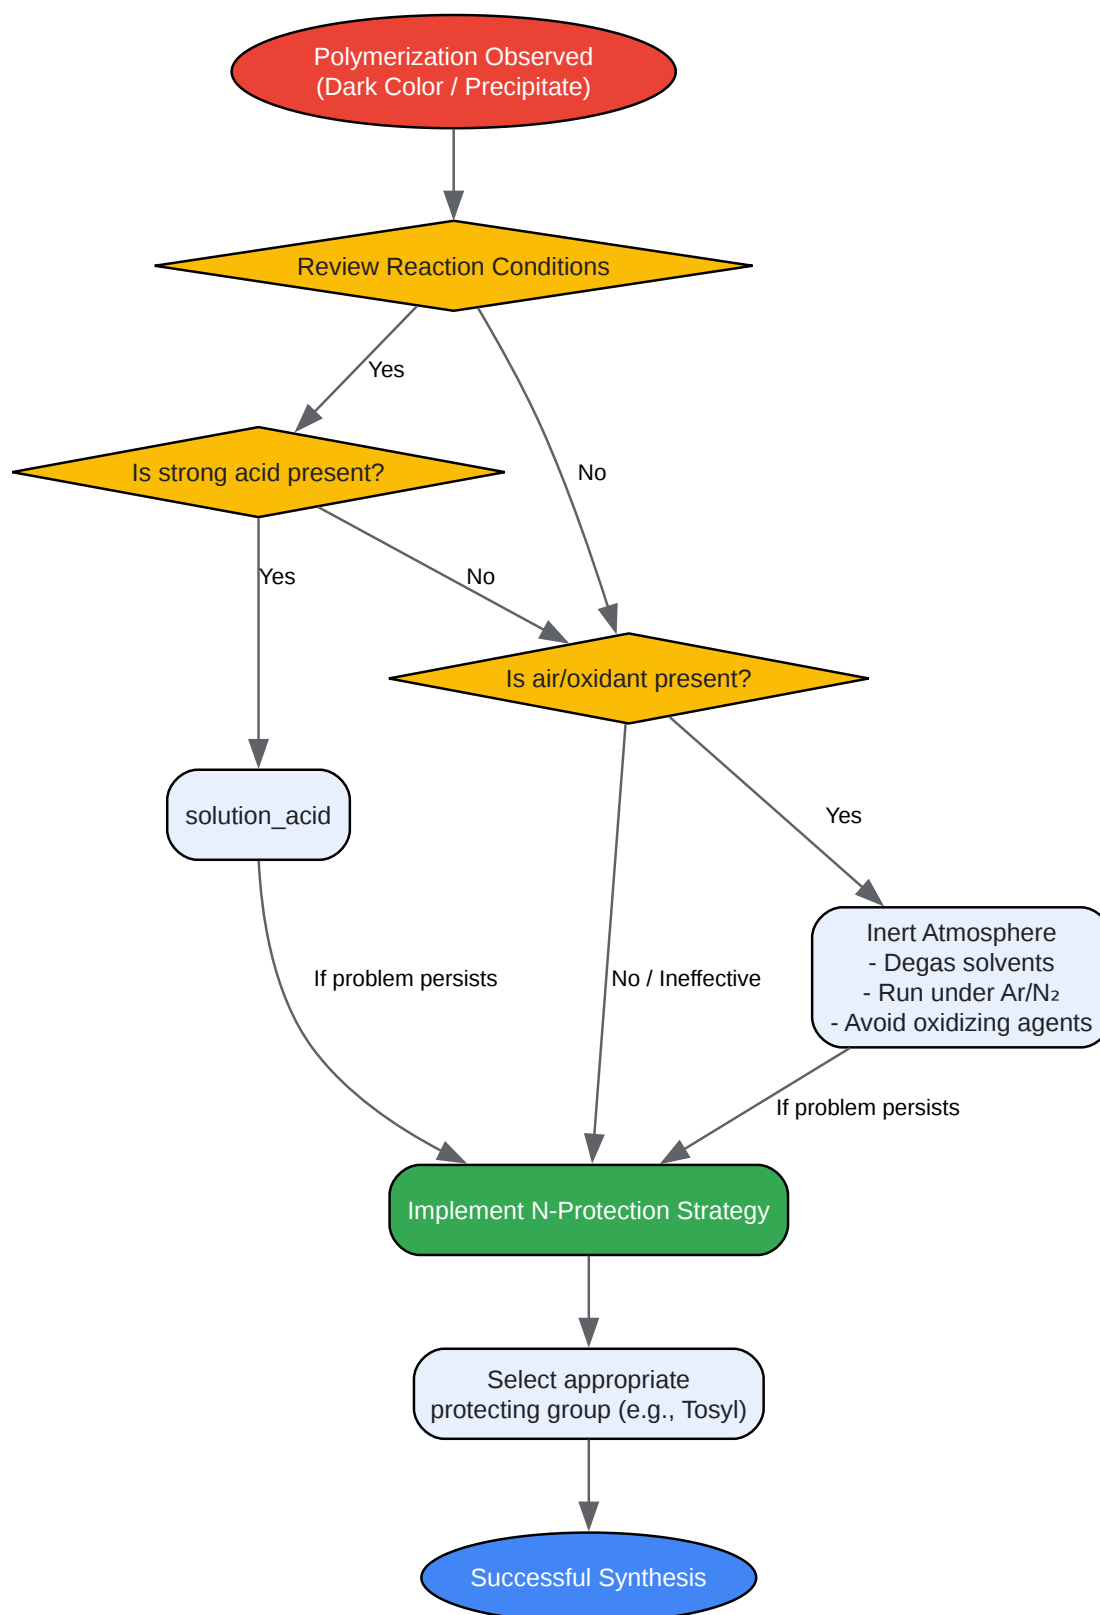 Polymerization Observed
(Dark Color / Precipitate)
Review Reaction Conditions
Yes
No
Is strong acid present?
Yes
No
Is air/oxidant present?
Yes
solution_acid
Inert Atmosphere
- Degas solvents
- Run under Ar/N₂
- Avoid oxidizing agents
If problem persists
No / Ineffective
If problem persists
Implement N-Protection Strategy
Select appropriate
protecting group (e.g., Tosyl)
Successful Synthesis